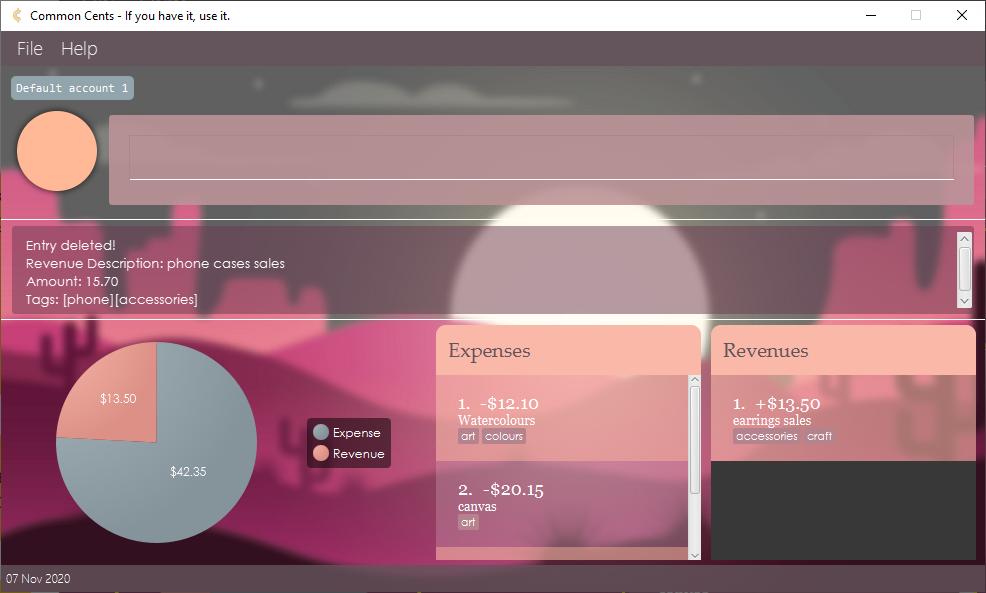 Common Cents - If you have it, use it.
File Help
Default account 1
Entry deleted!
Revenue Description: phone cases sales
Amount: 15.70
Tags: [phone][accessories]
$13.50
$42.35
Expense
Revenue
Expenses
1. -$12.10
Watercolours
art colours
2. -$20.15
canvas
art
Revenues
1. +$13.50
earrings sales
accessories craft
07 Nov 2020